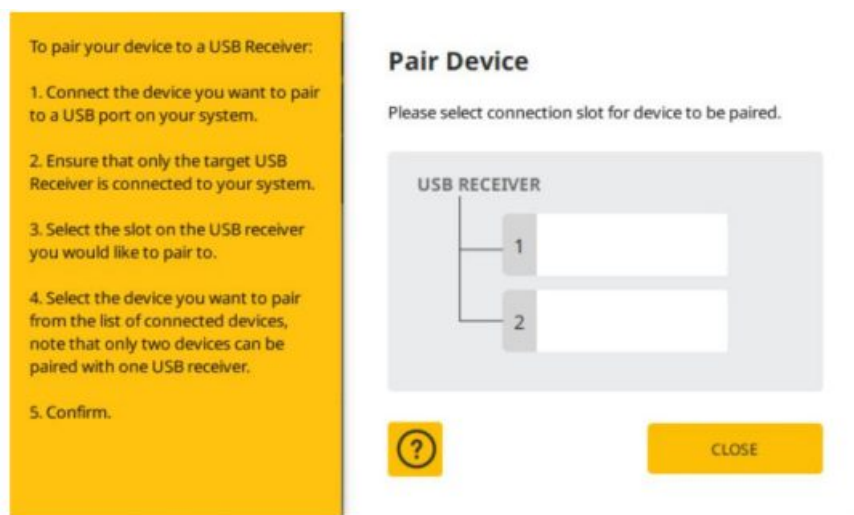 To pair your device to a USB Receiver:
1. Connect the device you want to pair
to a USB port on your system.
2. Ensure that only the target USB
Receiver is connected to your system.
3. Select the slot on the USB receiver
you would like to pair to.
4. Select the device you want to pair
from the list of connected devices,
note that only two devices can be
paired with one USB receiver.
5. Confirm.
Pair Device
Please select connection slot for device to be paired.
USB RECEIVER
1
2
?
CLOSE